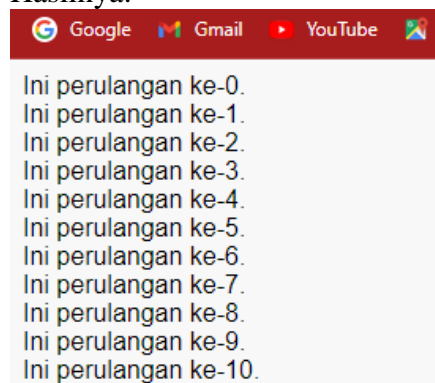 Hasilnya:
Google Gmail YouTube
Ini perulangan ke-0.
Ini perulangan ke-1.
Ini perulangan ke-2.
Ini perulangan ke-3.
Ini perulangan ke-4.
Ini perulangan ke-5.
Ini perulangan ke-6.
Ini perulangan ke-7.
Ini perulangan ke-8.
Ini perulangan ke-9.
Ini perulangan ke-10.